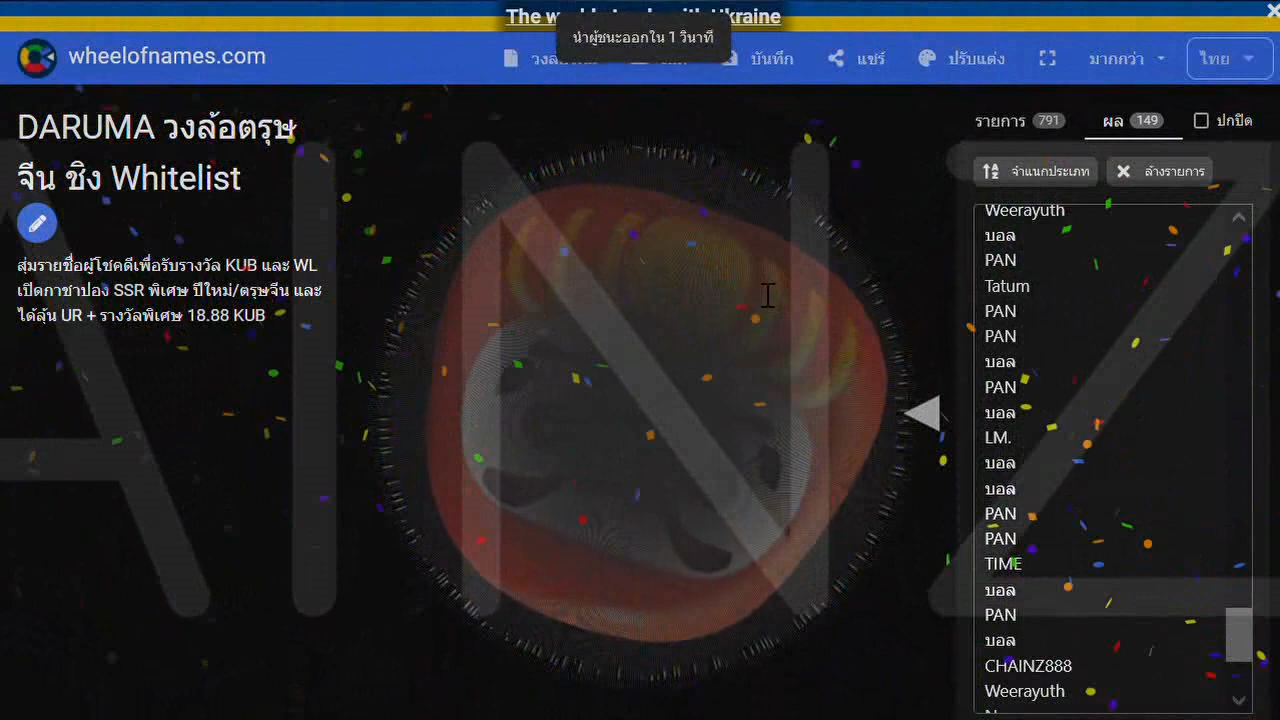 The world stands with Ukraine
นำผู้ชนะออกใน 1 วินาที
wheelofnames.com
บันทึก
แชร์
ปรับแต่ง
มากกว่า
ไทย
DARUMA วงล้อตรุษ
จีน ชิง Whitelist
สุ่มรายชื่อผู้โชคดีเพื่อรับรางวัล KUB และ WL
เปิดกาชาปอง SSR พิเศษ ปีใหม่/ตรุษจีน และ
ได้ลุ้น UR + รางวัลพิเศษ 18.88 KUB
รายการ 791
ผล 149
ปกปิด
จำแนกประเภท
ล้างรายการ
Weerayuth
บอล
PAN
Tatum
PAN
PAN
บอล
PAN
บอล
LM.
บอล
บอล
PAN
PAN
TIME
บอล
PAN
บอล
CHAINZ888
Weerayuth
AINZ